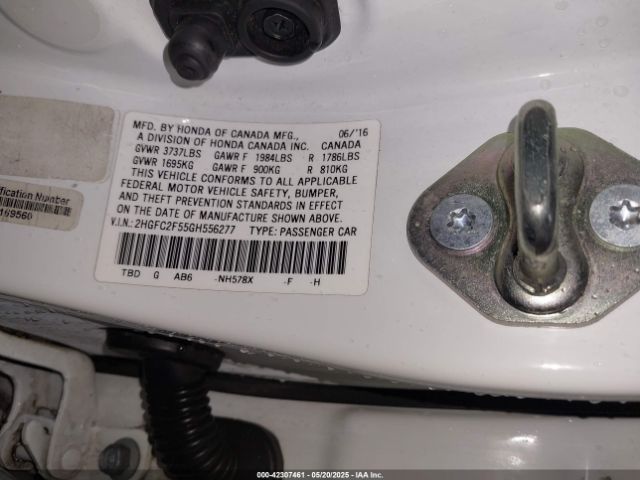 MFD. BY HONDA OF CANADA MFG., 06/'16
A DIVISION OF HONDA CANADA INC. CANADA
GVWR 3737LBS GAWR F 1984LBS R 1786LBS
GVWR 1695KG GAWR F 900KG R 810KG
THIS VEHICLE CONFORMS TO ALL APPLICABLE
FEDERAL MOTOR VEHICLE SAFETY, BUMPER,
AND THEFT PREVENTION STANDARDS IN EFFECT
ON THE DATE OF MANUFACTURE SHOWN ABOVE.
V.I.N.: 2HGFC2F55GH556277 TYPE: PASSENGER CAR
TBD G AB6 -NH578X -F -H
ification Number
169560
000-42307461 - 05/20/2025 - IAA Inc.